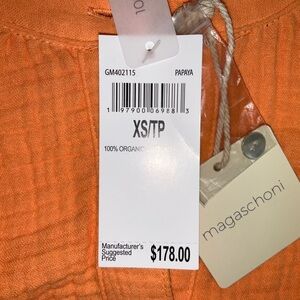 GM402115 PAPAYA
1 97900 06988 3
XS/TP
100% ORGANIC
Manufacturer's
Suggested
Price $178.00
magaschoni